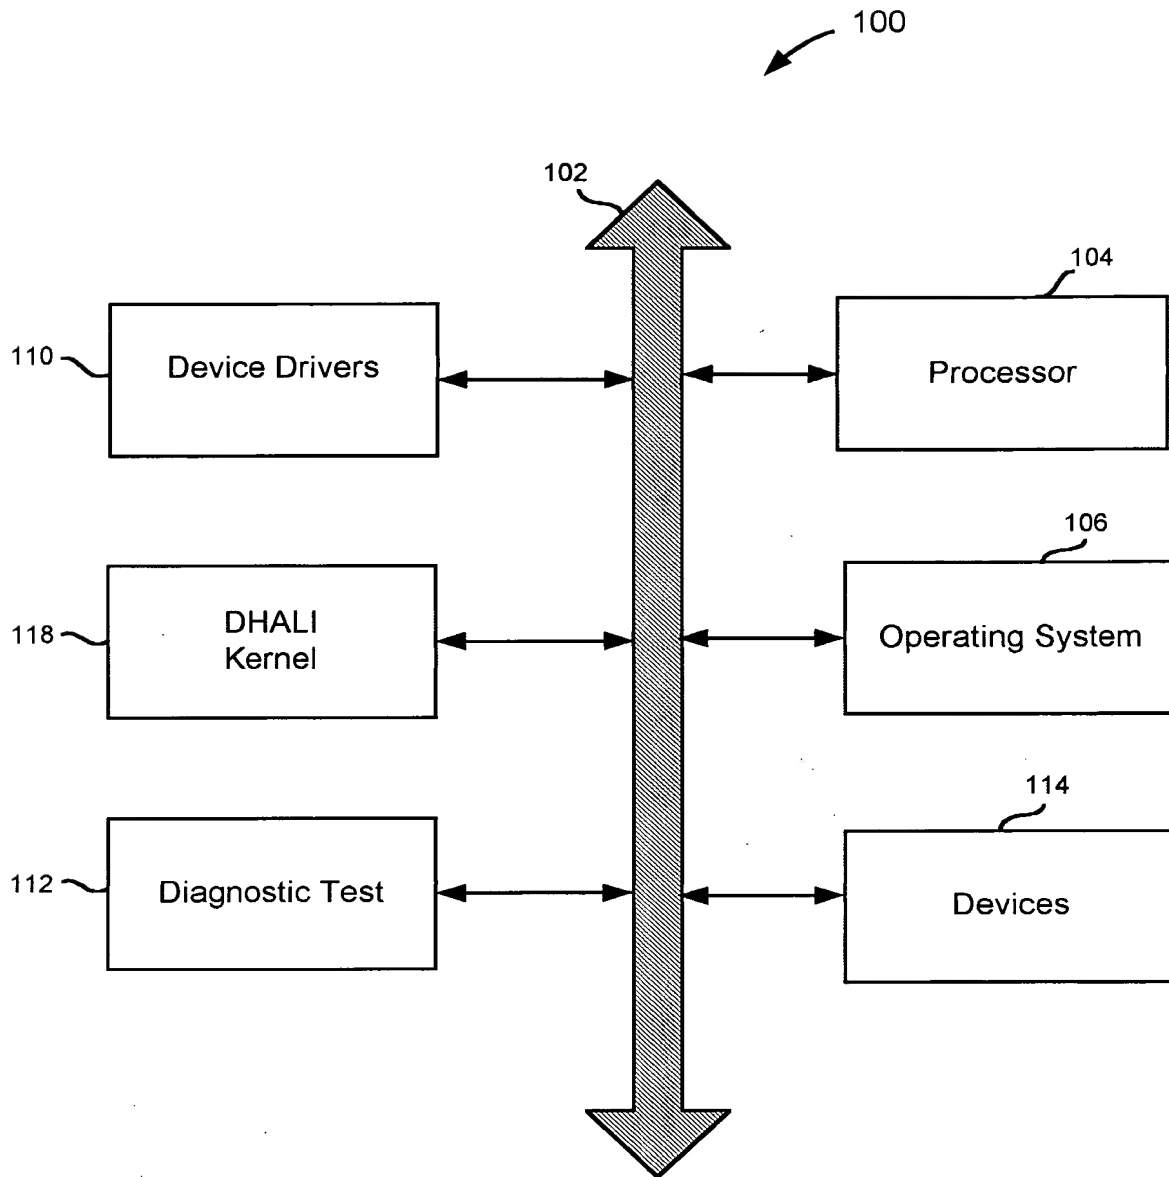 100
102
104
110
Device Drivers
Processor
106
118
DHALI
Kernel
Operating System
114
112
Diagnostic Test
Devices